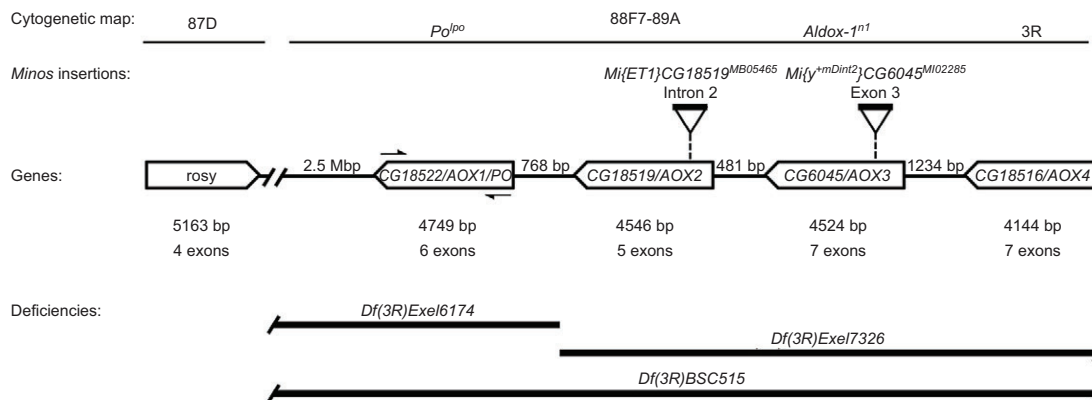 Cytogenetic map: 87D 88F7-89A
Po^lpo Aldox-1^n1 3R
Minos insertions: Mi{ET1}CG18519^MB05465 Mi{y^+mDint2}CG6045^MI02285
Intron 2 Exon 3
2.5 Mbp 768 bp 481 bp 1234 bp
Genes: rosy CG18522/AOX1/PO CG18519/AOX2 CG6045/AOX3 CG18516/AOX4
5163 bp 4749 bp 4546 bp 4524 bp 4144 bp
4 exons 6 exons 5 exons 7 exons 7 exons
Deficiencies: Df(3R)Exel6174
Df(3R)Exel7326
Df(3R)BSC515